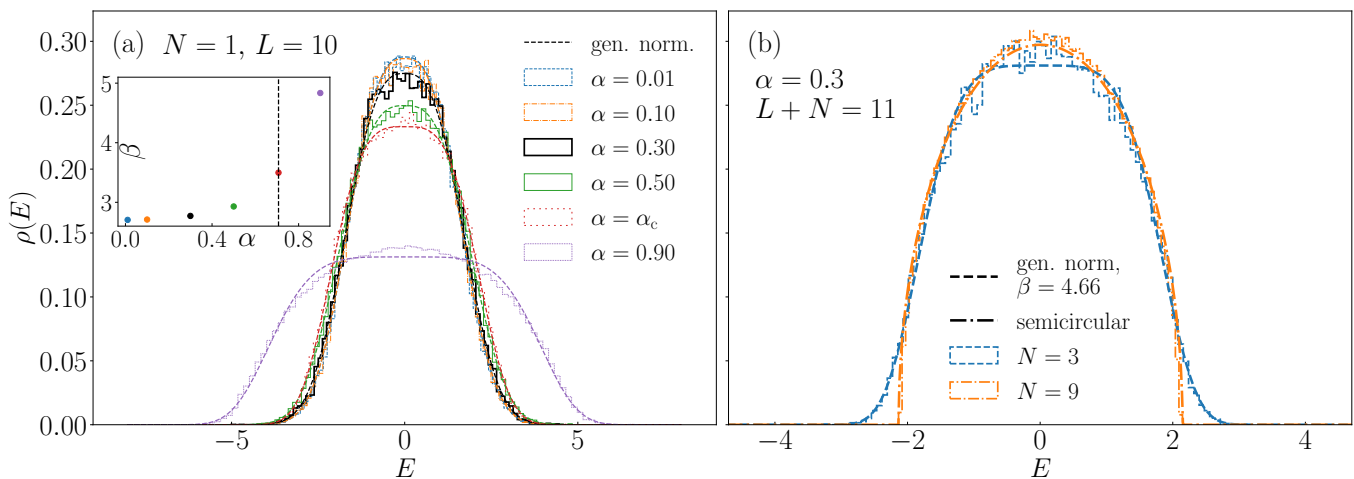 (a) N = 1, L = 10
gen. norm.
α = 0.01
α = 0.10
α = 0.30
α = 0.50
α = α_c
α = 0.90
ρ(E)
0.30
0.25
0.20
0.15
0.10
0.05
0.00
−5 0 5
E
5
4
3
β
0.0 0.4 α 0.8
(b)
α = 0.3
L + N = 11
gen. norm,
β = 4.66
semicircular
N = 3
N = 9
−4 −2 0 2 4
E